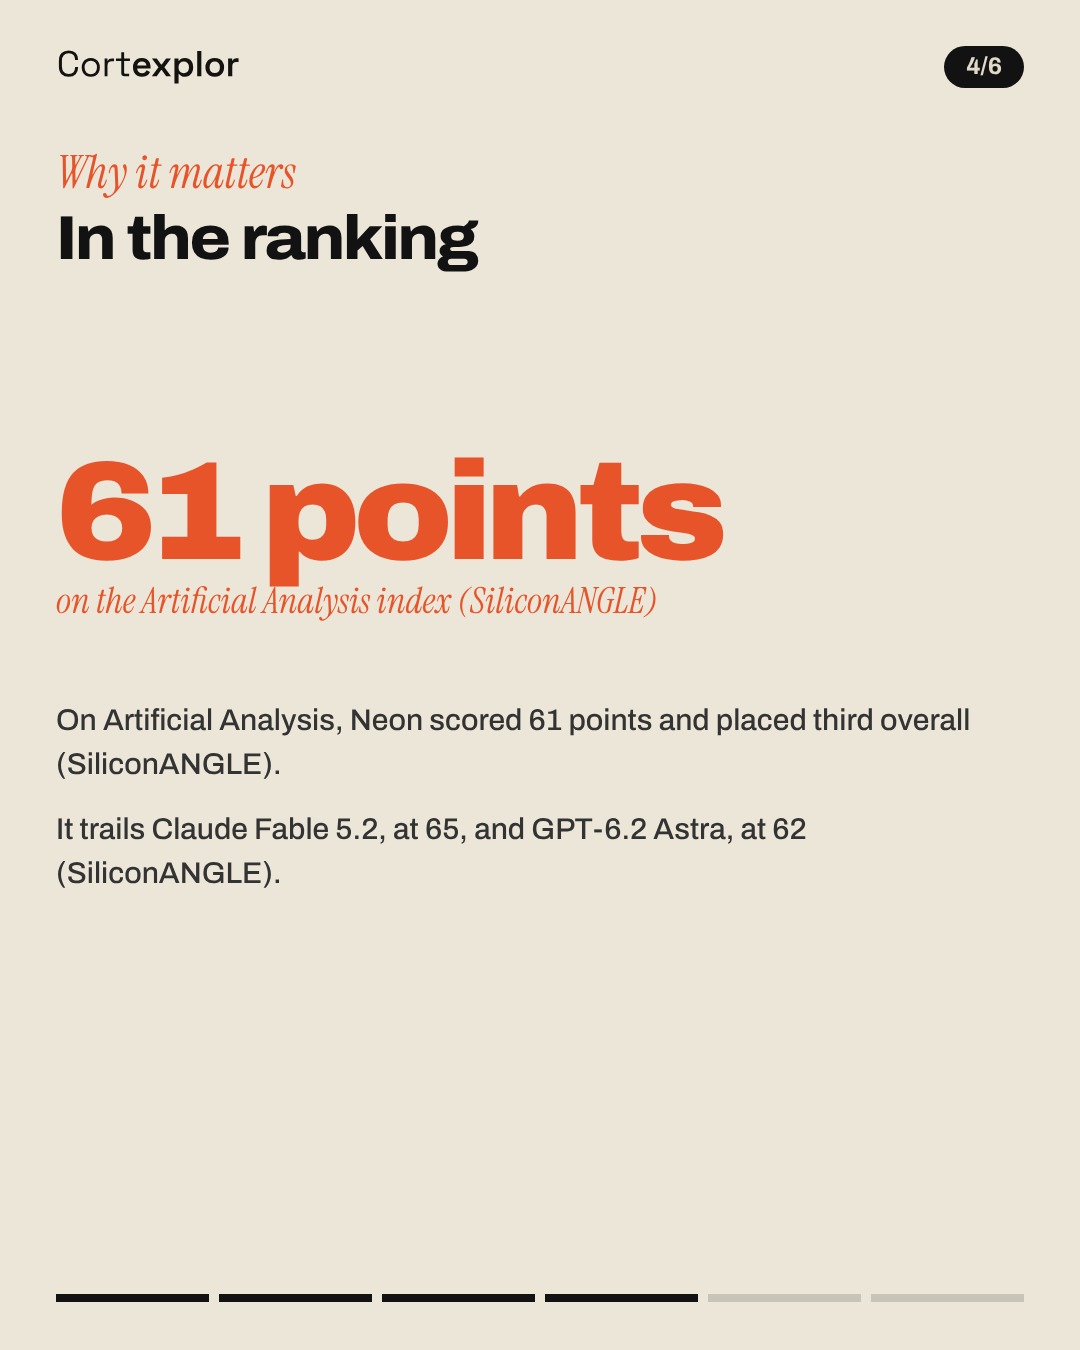 Cortexplor
4/6
Why it matters
In the ranking
61 points
on the Artificial Analysis index (SiliconANGLE)
On Artificial Analysis, Neon scored 61 points and placed third overall
(SiliconANGLE).
It trails Claude Fable 5.2, at 65, and GPT-6.2 Astra, at 62
(SiliconANGLE).